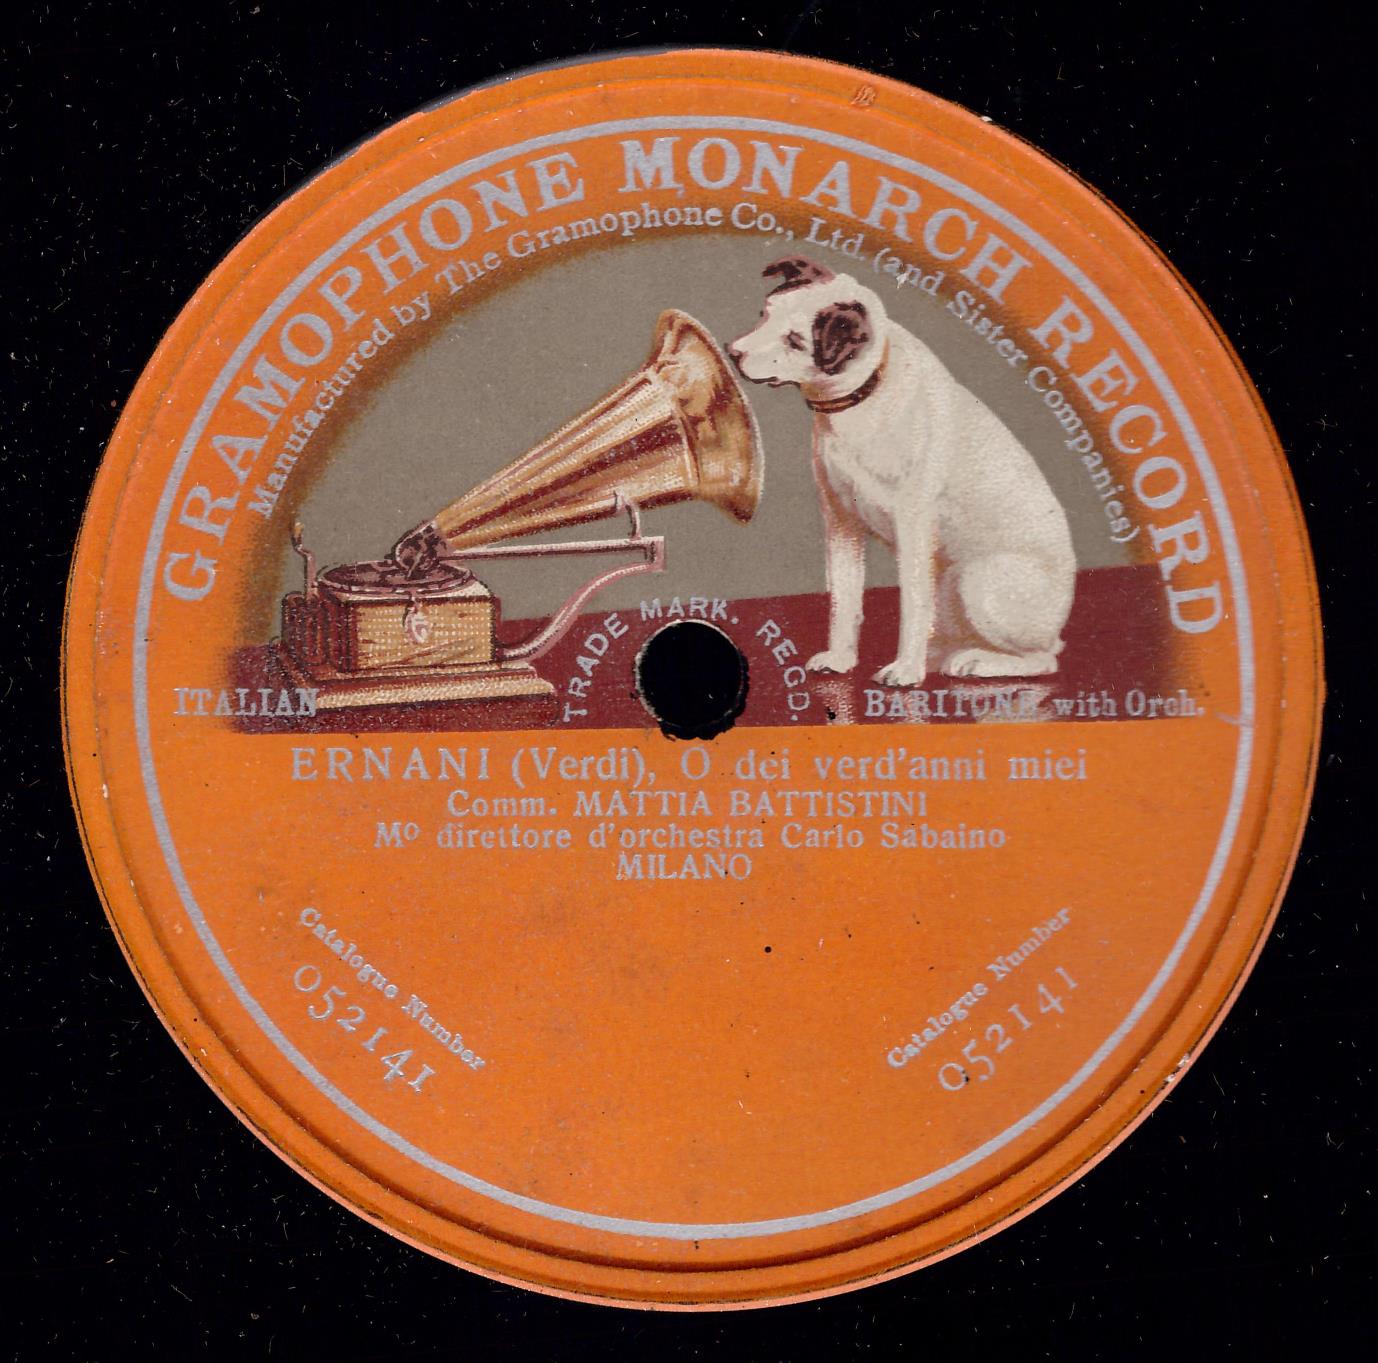 GRAMOPHONE MONARCH RECORD
Manufactured by The Gramophone Co., Ltd. (and Sister Companies)
TRADE MARK. REGD.
ITALIAN
BARITONE with Orch.
ERNANI (Verdi), O dei verd'anni miei
Comm. MATTIA BATTISTINI
Mo direttore d'orchestra Carlo Sabaino
MILANO
Catalogue Number
052141
Catalogue Number
052141